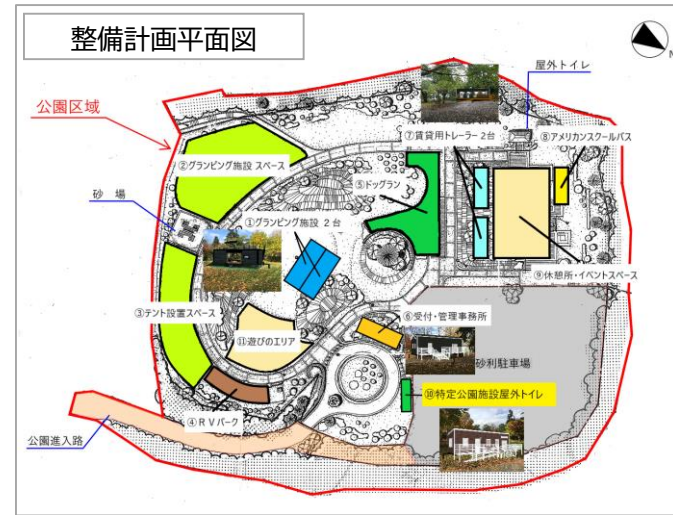 整備計画平面図
N
屋外トイレ
公園区域
⑦賃貸用トーラー2台
⑧アメリカンスクールバス
②グランピング施設 スペース
⑤ドッグラン
砂 場
①グランピング施設 2台
⑨休憩所・イベントスペース
③テント設置スペース
⑥受付・管理事務所
⑪遊びのエリア
砂利駐車場
⑩特定公園施設屋外トイレ
④RVパーク
公園進入路